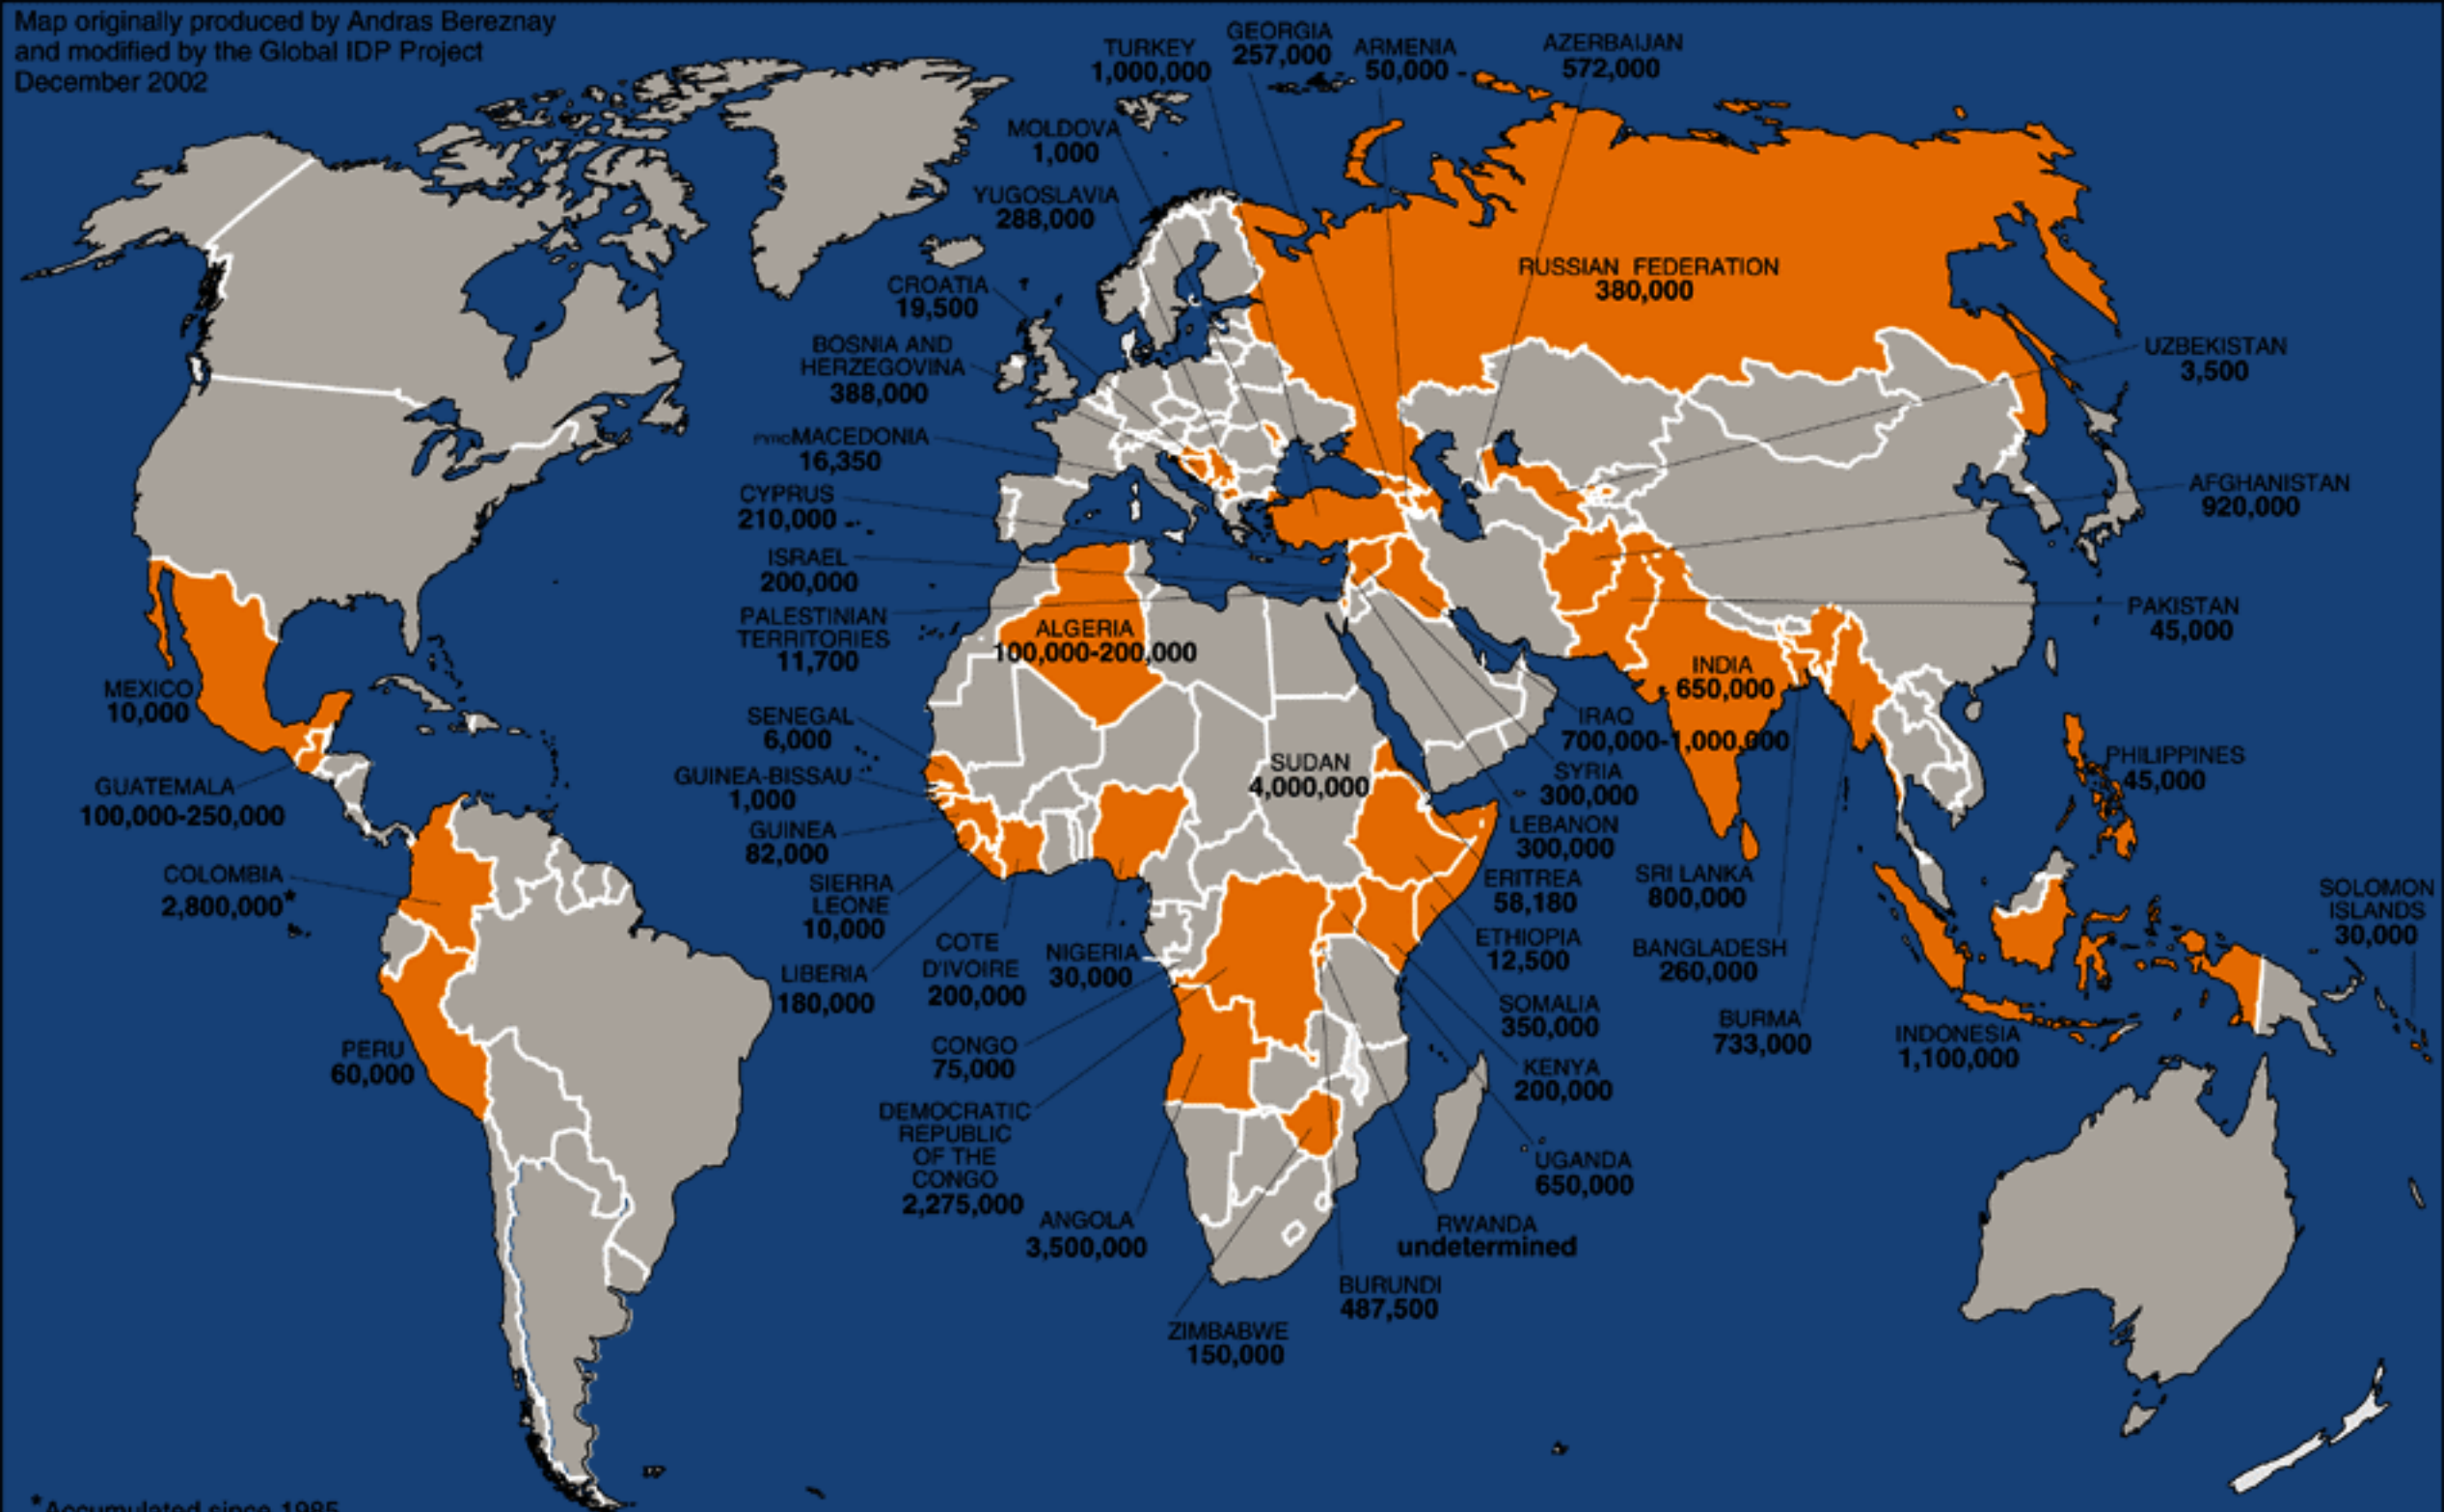 Map originally produced by Andras Bereznay
and modified by the Global IDP Project
December 2002
TURKEY
1,000,000
GEORGIA
257,000
ARMENIA
50,000
AZERBAIJAN
572,000
MOLDOVA
1,000
YUGOSLAVIA
288,000
CROATIA
19,500
BOSNIA AND
HERZEGOVINA
388,000
MACEDONIA
16,350
CYPRUS
210,000
ISRAEL
200,000
PALESTINIAN
TERRITORIES
11,700
RUSSIAN FEDERATION
380,000
UZBEKISTAN
3,500
AFGHANISTAN
920,000
PAKISTAN
45,000
INDIA
650,000
ALGERIA
100,000-200,000
MEXICO
10,000
GUATEMALA
100,000-250,000
COLOMBIA
2,800,000*
PERU
60,000
SENEGAL
6,000
GUINEA-BISSAU
1,000
GUINEA
82,000
SIERRA
LEONE
10,000
LIBERIA
180,000
COTE
D'IVOIRE
200,000
NIGERIA
30,000
CONGO
75,000
DEMOCRATIC
REPUBLIC
OF THE
CONGO
2,275,000
ANGOLA
3,500,000
ZIMBABWE
150,000
SUDAN
4,000,000
IRAQ
700,000-1,000,000
SYRIA
300,000
LEBANON
300,000
ERITREA
58,180
ETHIOPIA
12,500
SOMALIA
350,000
KENYA
200,000
UGANDA
650,000
RWANDA
undetermined
BURUNDI
487,500
SRI LANKA
800,000
BANGLADESH
260,000
BURMA
733,000
PHILIPPINES
45,000
INDONESIA
1,100,000
SOLOMON
ISLANDS
30,000
*Accumulated since 1985